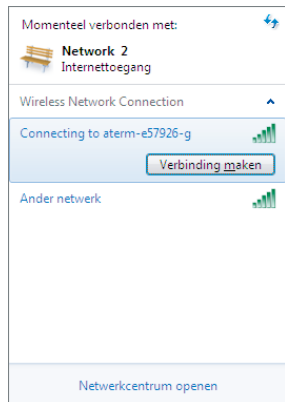 Momenteel verbonden met:
Network 2
Internettoegang
Wireless Network Connection
Connecting to aterm-e57926-g
Verbinding maken
Ander netwerk
Netwerkcentrum openen